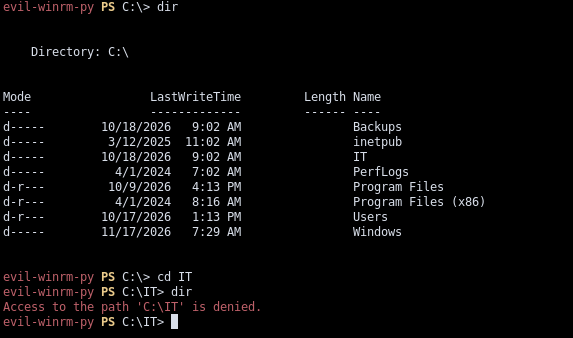 evil-winrm-py PS C:\> dir
Directory: C:\
Mode LastWriteTime Length Name
---- ------------- ------ ----
d----- 10/18/2026 9:02 AM Backups
d----- 3/12/2025 11:02 AM inetpub
d----- 10/18/2026 9:02 AM IT
d----- 4/1/2024 7:02 AM PerfLogs
d-r--- 10/9/2026 4:13 PM Program Files
d-r--- 4/1/2024 8:16 AM Program Files (x86)
d-r--- 10/17/2026 1:13 PM Users
d----- 11/17/2026 7:29 AM Windows
evil-winrm-py PS C:\> cd IT
evil-winrm-py PS C:\IT> dir
Access to the path 'C:\IT' is denied.
evil-winrm-py PS C:\IT>